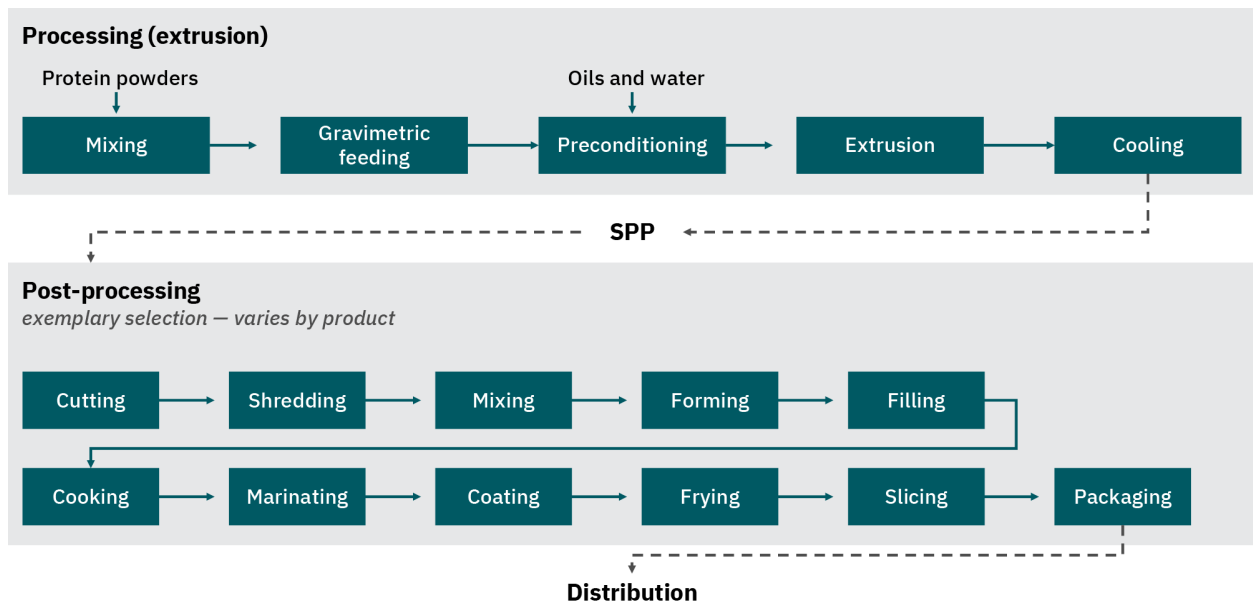 Processing (extrusion)
Protein powders
Oils and water
Mixing
Gravimetric
feeding
Preconditioning
Extrusion
Cooling
SPP
Post-processing
exemplary selection — varies by product
Cutting
Shredding
Mixing
Forming
Filling
Cooking
Marinating
Coating
Frying
Slicing
Packaging
Distribution